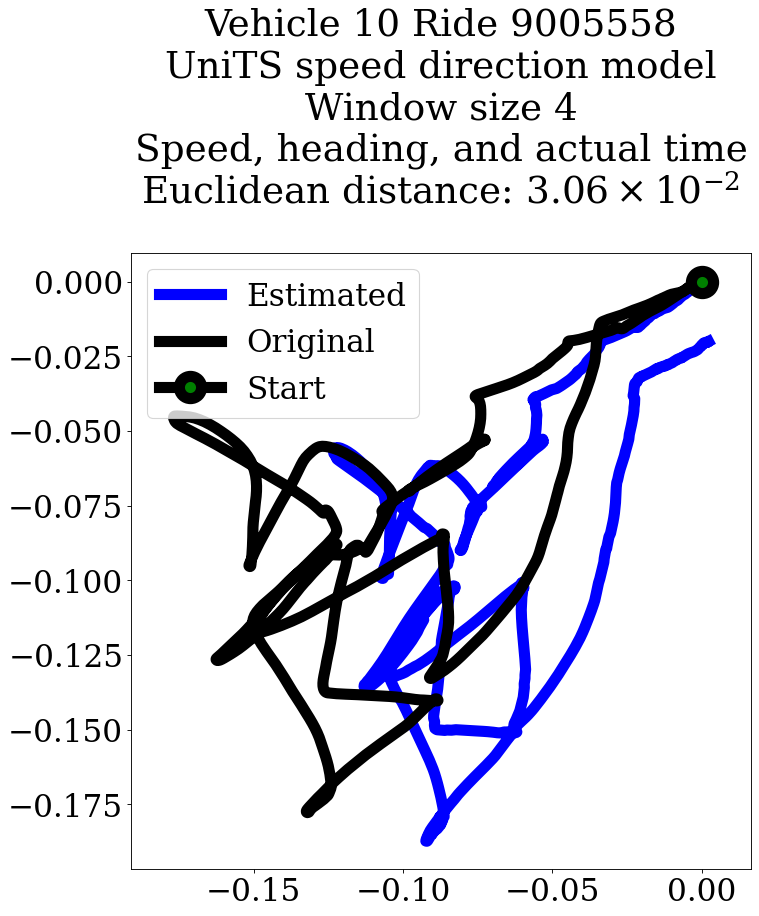 Vehicle 10 Ride 9005558
UniTS speed direction model
Window size 4
Speed, heading, and actual time
Euclidean distance: 3.06 × 10⁻²
Estimated
Original
Start
0.000
−0.025
−0.050
−0.075
−0.100
−0.125
−0.150
−0.175
−0.15 −0.10 −0.05 0.00